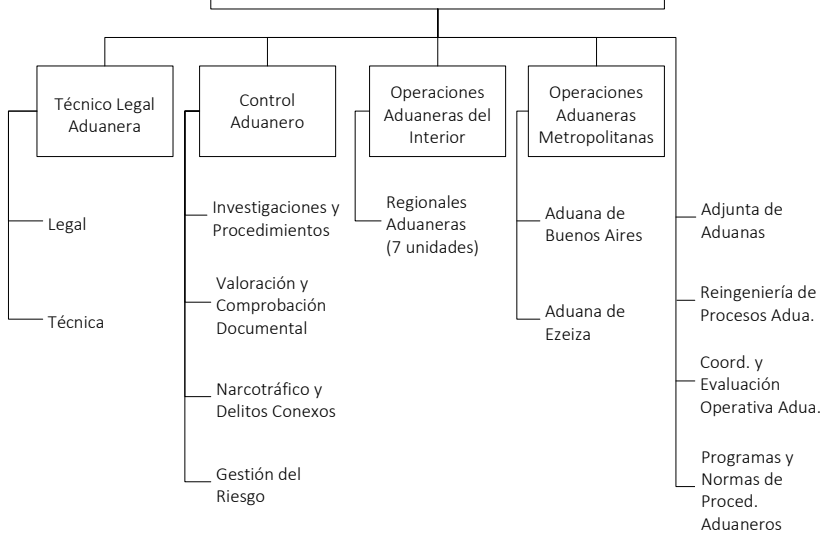 Técnico Legal
Aduanera
Legal
Técnica
Control
Aduanero
Investigaciones y
Procedimientos
Valoración y
Comprobación
Documental
Narcotráfico y
Delitos Conexos
Gestión del
Riesgo
Operaciones
Aduaneras del
Interior
Regionales
Aduaneras
(7 unidades)
Operaciones
Aduaneras
Metropolitanas
Aduana de
Buenos Aires
Aduana de
Ezeiza
Adjunta de
Aduanas
Reingeniería de
Procesos Adua.
Coord. y
Evaluación
Operativa Adua.
Programas y
Normas de
Proced.
Aduaneros